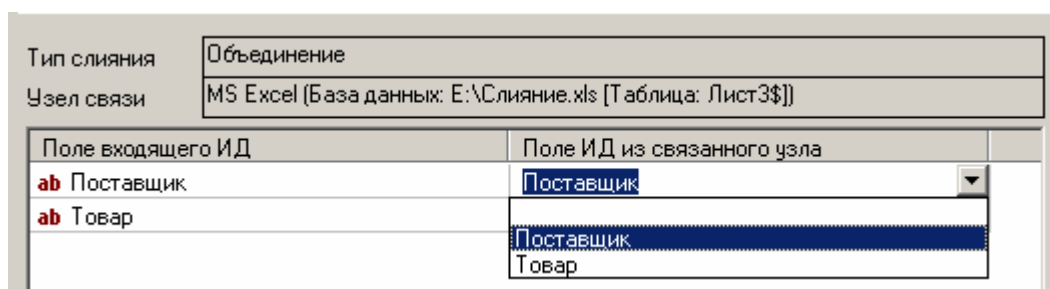 Тип слияния Объединение
Узел связи MS Excel (База данных: E:\Слияние.xls [Таблица: Лист3$])
Поле входящего ИД Поле ИД из связанного узла
ab Поставщик Поставщик
ab Товар
Поставщик
Товар